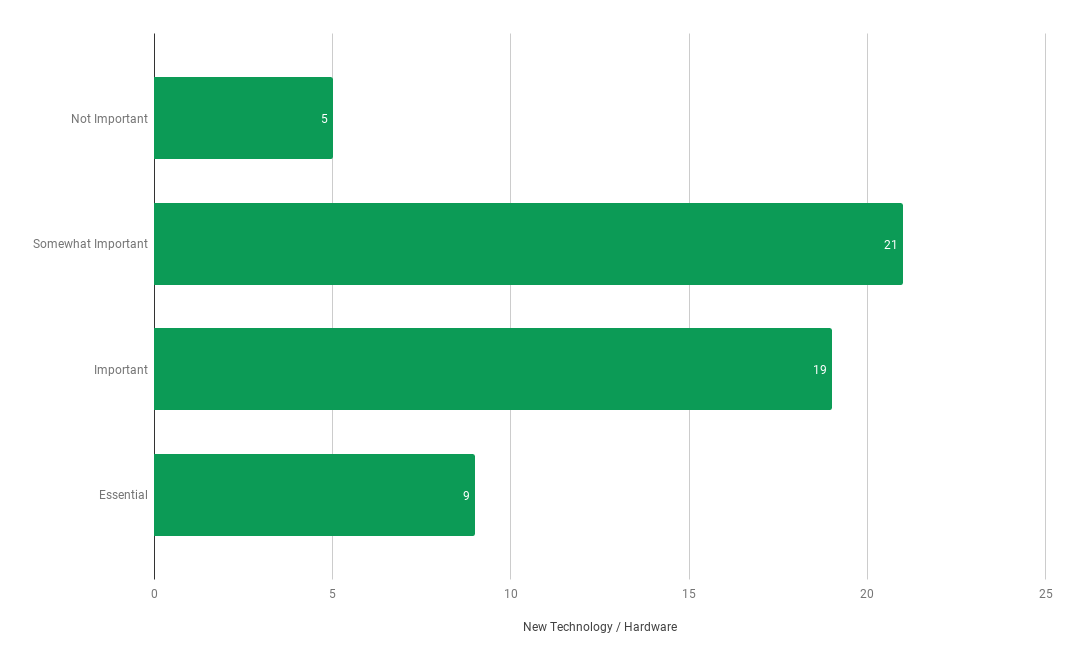 Not Important
5
Somewhat Important
21
Important
19
Essential
9
0 5 10 15 20 25
New Technology / Hardware